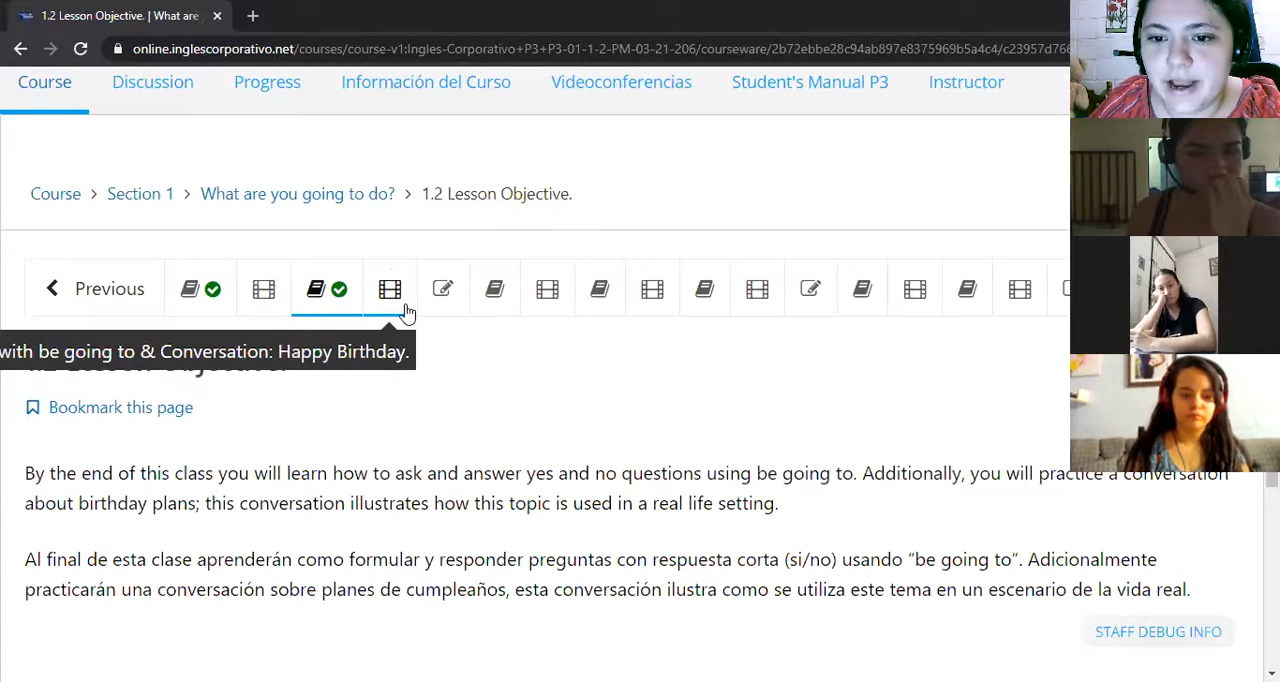 1.2 Lesson Objective. | What are
online.inglescorporativo.net/courses/course-v1:Ingles-Corporativo+P3+P3-01-1-2-PM-03-21-206/courseware/2b72ebbe28c94ab897e8375969b5a4c4/c23957d766
Course Discussion Progress Información del Curso Videoconferencias Student's Manual P3 Instructor
Course > Section 1 > What are you going to do? > 1.2 Lesson Objective.
Previous
with be going to & Conversation: Happy Birthday.
Bookmark this page
By the end of this class you will learn how to ask and answer yes and no questions using be going to. Additionally, you will practice a conversation
about birthday plans; this conversation illustrates how this topic is used in a real life setting.
Al final de esta clase aprenderán como formular y responder preguntas con respuesta corta (si/no) usando “be going to”. Adicionalmente
practicarán una conversación sobre planes de cumpleaños, esta conversación ilustra como se utiliza este tema en un escenario de la vida real.
STAFF DEBUG INFO